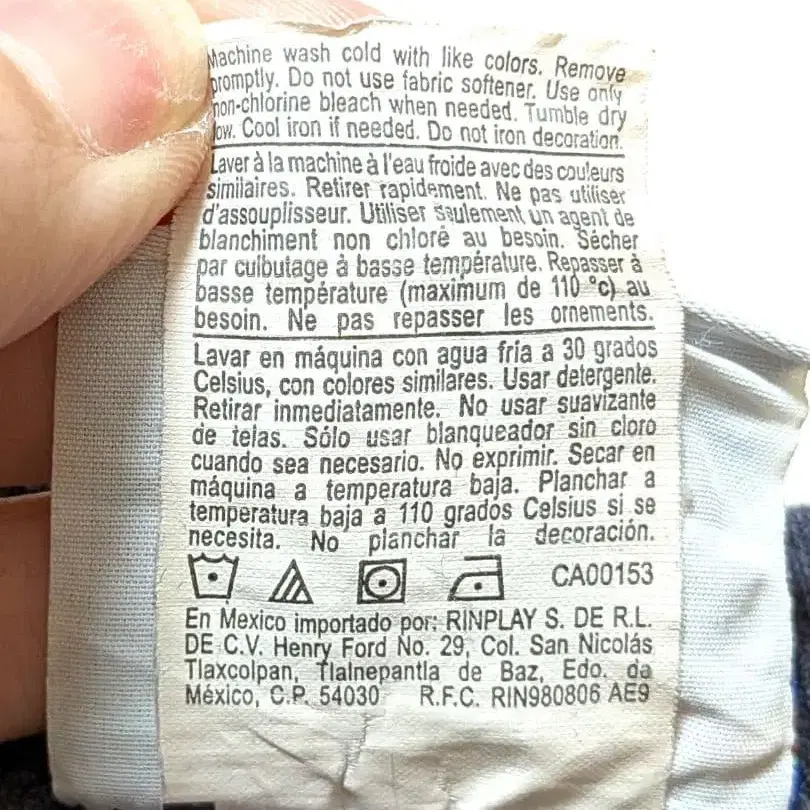 Machine wash cold with like colors. Remove
promptly. Do not use fabric softener. Use only
non-chlorine bleach when needed. Tumble dry
low. Cool iron if needed. Do not iron decoration.
Laver à la machine à l'eau froide avec des couleurs
similaires. Retirer rapidement. Ne pas utiliser
d'assouplisseur. Utiliser seulement un agent de
blanchiment non chloré au besoin. Sécher
par culbutage à basse température. Repasser à
basse température (maximum de 110 °c) au
besoin. Ne pas repasser les ornements.
Lavar en máquina con agua fría a 30 grados
Celsius, con colores similares. Usar detergente.
Retirar inmediatamente. No usar suavizante
de telas. Sólo usar blanqueador sin cloro
cuando sea necesario. No exprimir. Secar en
máquina a temperatura baja. Planchar a
temperatura baja a 110 grados Celsius si se
necesita. No planchar la decoración.
CA00153
En Mexico importado por: RINPLAY S. DE R.L.
DE C.V. Henry Ford No. 29, Col. San Nicolás
Tlaxcolpan, Tlalnepantla de Baz, Edo. de
México, C.P. 54030 R.F.C. RIN980806 AE9